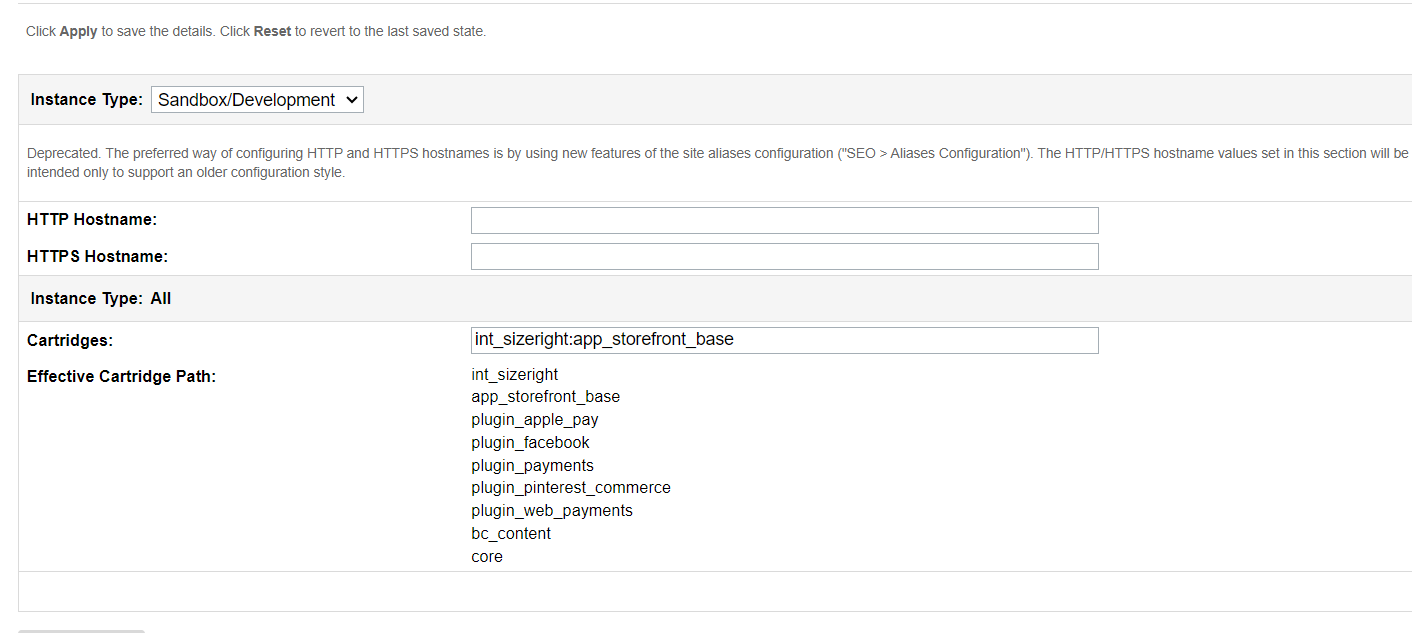 Click Apply to save the details. Click Reset to revert to the last saved state.
Instance Type: Sandbox/Development
Deprecated. The preferred way of configuring HTTP and HTTPS hostnames is by using new features of the site aliases configuration ("SEO > Aliases Configuration"). The HTTP/HTTPS hostname values set in this section will be
intended only to support an older configuration style.
HTTP Hostname:
HTTPS Hostname:
Instance Type: All
Cartridges: int_sizeright:app_storefront_base
Effective Cartridge Path: int_sizeright
app_storefront_base
plugin_apple_pay
plugin_facebook
plugin_payments
plugin_pinterest_commerce
plugin_web_payments
bc_content
core